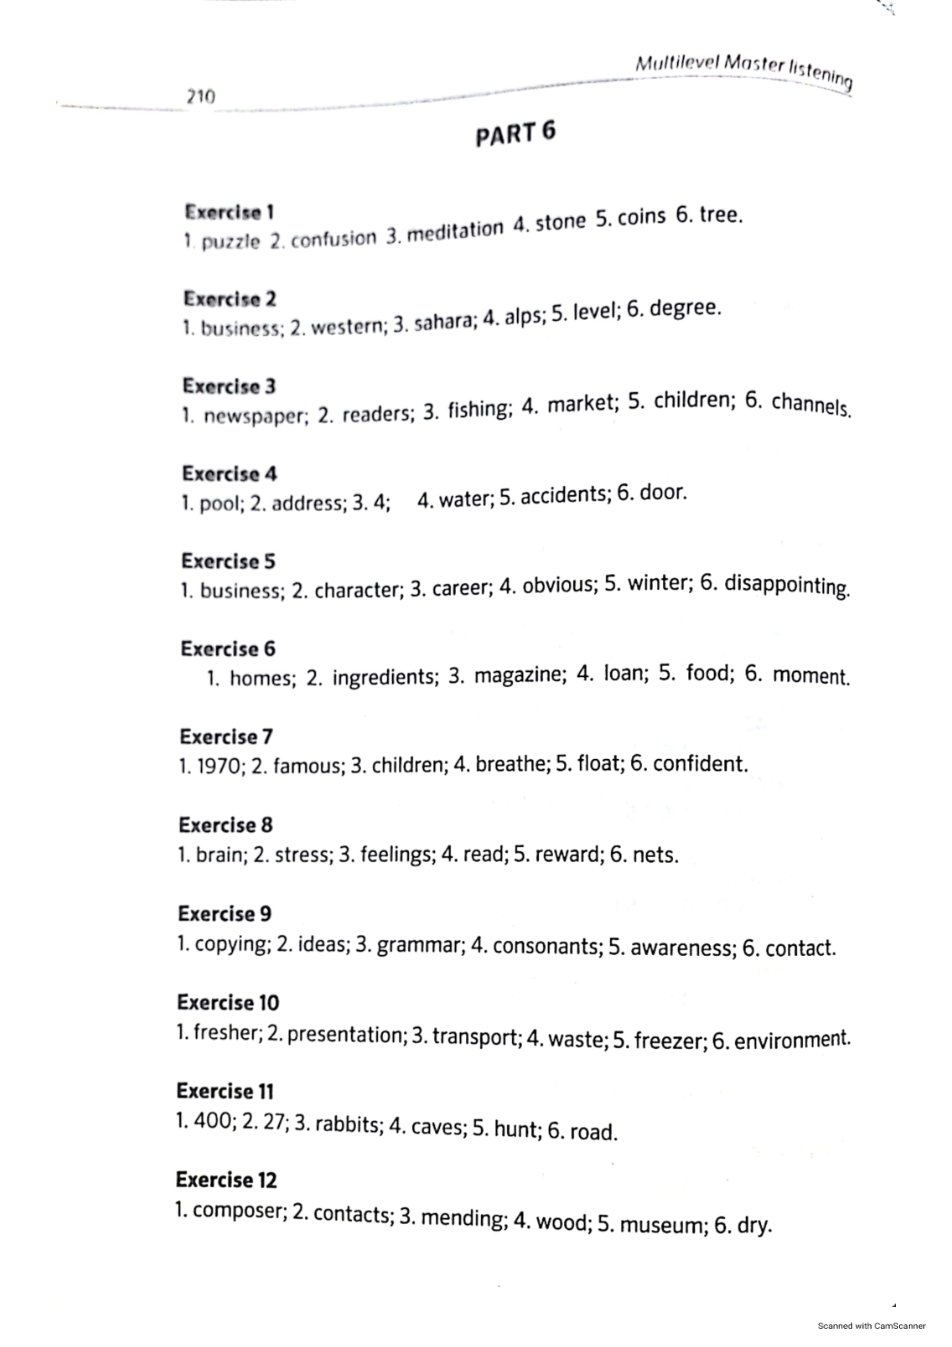 Multilevel Master listening
210
PART 6
Exercise 1
1. puzzle 2. confusion 3. meditation 4. stone 5. coins 6. tree.
Exercise 2
1. business; 2. western; 3. sahara; 4. alps; 5. level; 6. degree.
Exercise 3
1. newspaper; 2. readers; 3. fishing; 4. market; 5. children; 6. channels.
Exercise 4
1. pool; 2. address; 3. 4; 4. water; 5. accidents; 6. door.
Exercise 5
1. business; 2. character; 3. career; 4. obvious; 5. winter; 6. disappointing.
Exercise 6
1. homes; 2. ingredients; 3. magazine; 4. loan; 5. food; 6. moment.
Exercise 7
1. 1970; 2. famous; 3. children; 4. breathe; 5. float; 6. confident.
Exercise 8
1. brain; 2. stress; 3. feelings; 4. read; 5. reward; 6. nets.
Exercise 9
1. copying; 2. ideas; 3. grammar; 4. consonants; 5. awareness; 6. contact.
Exercise 10
1. fresher; 2. presentation; 3. transport; 4. waste; 5. freezer; 6. environment.
Exercise 11
1. 400; 2. 27; 3. rabbits; 4. caves; 5. hunt; 6. road.
Exercise 12
1. composer; 2. contacts; 3. mending; 4. wood; 5. museum; 6. dry.
Scanned with CamScanner